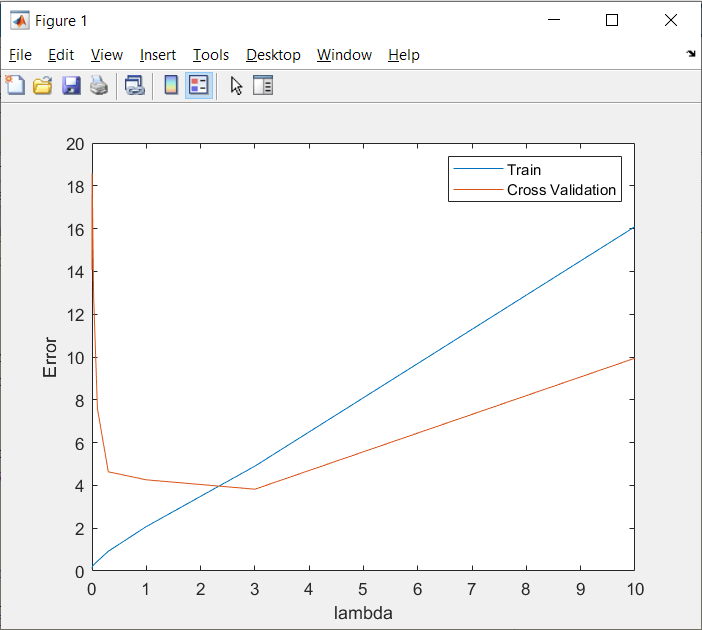 Figure 1
File Edit View Insert Tools Desktop Window Help
Train
Cross Validation
20
18
16
14
12
10
8
6
4
2
0
Error
0 1 2 3 4 5 6 7 8 9 10
lambda